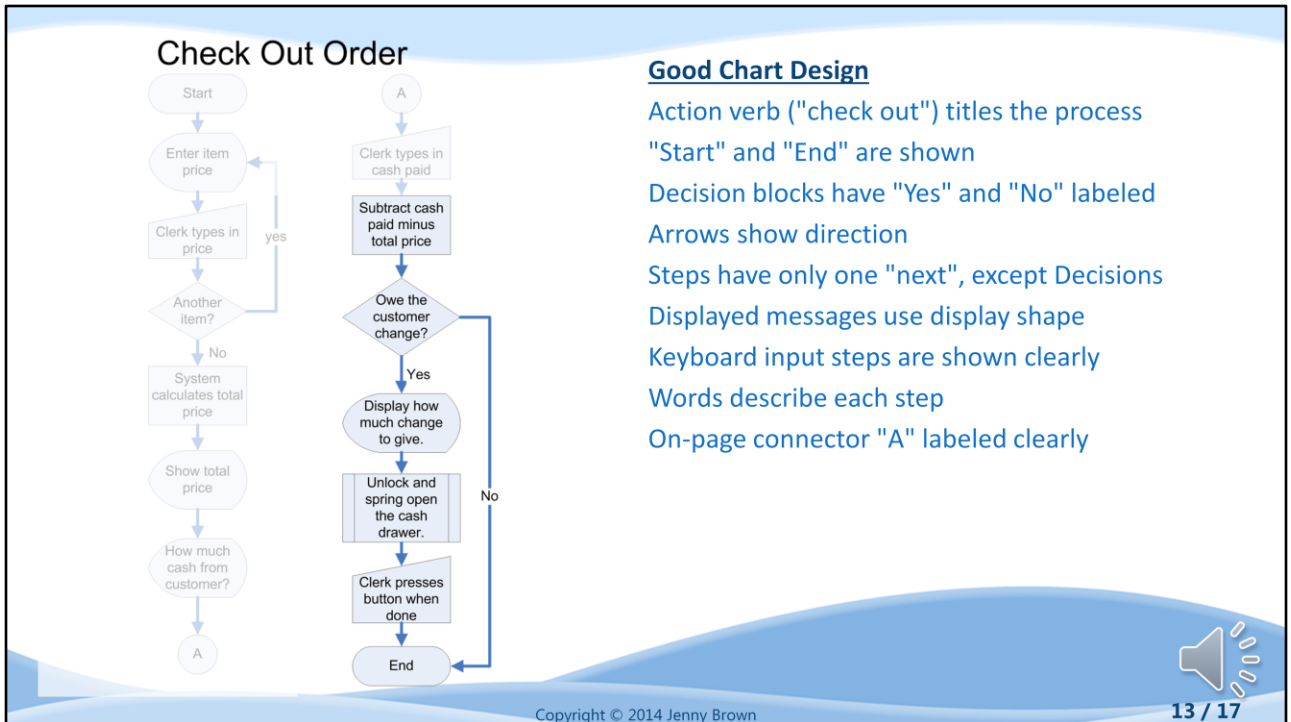 Check Out Order
Start
Enter item
price
Clerk types in
price
yes
Another
item?
No
System
calculates total
price
Show total
price
How much
cash from
customer?
A
A
Clerk types in
cash paid
Subtract cash
paid minus
total price
Owe the
customer
change?
Yes
Display how
much change
to give.
Unlock and
spring open
the cash
drawer.
No
Clerk presses
button when
done
End
Good Chart Design
Action verb ("check out") titles the process
"Start" and "End" are shown
Decision blocks have "Yes" and "No" labeled
Arrows show direction
Steps have only one "next", except Decisions
Displayed messages use display shape
Keyboard input steps are shown clearly
Words describe each step
On-page connector "A" labeled clearly
Copyright © 2014 Jenny Brown
13 / 17